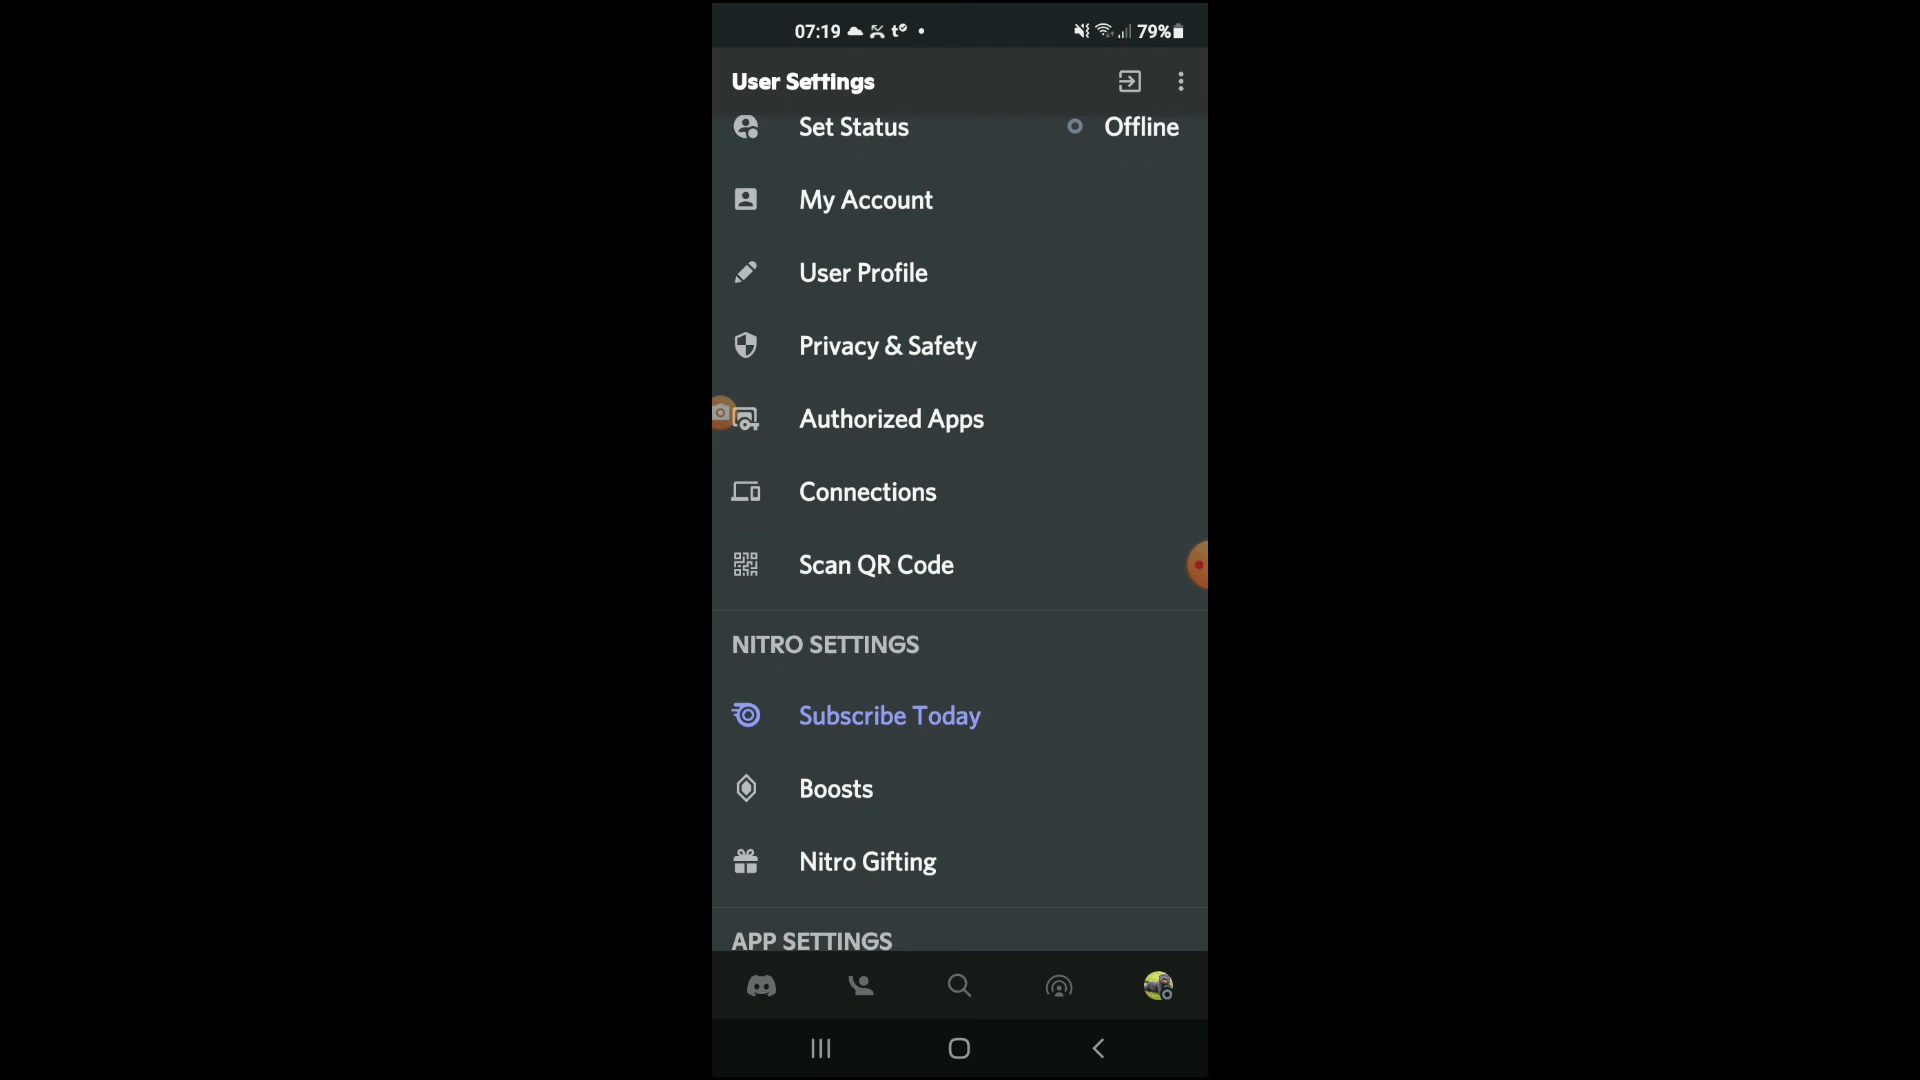 07:19 79%
User Settings
Set Status Offline
My Account
User Profile
Privacy & Safety
Authorized Apps
Connections
Scan QR Code
NITRO SETTINGS
Subscribe Today
Boosts
Nitro Gifting
APP SETTINGS